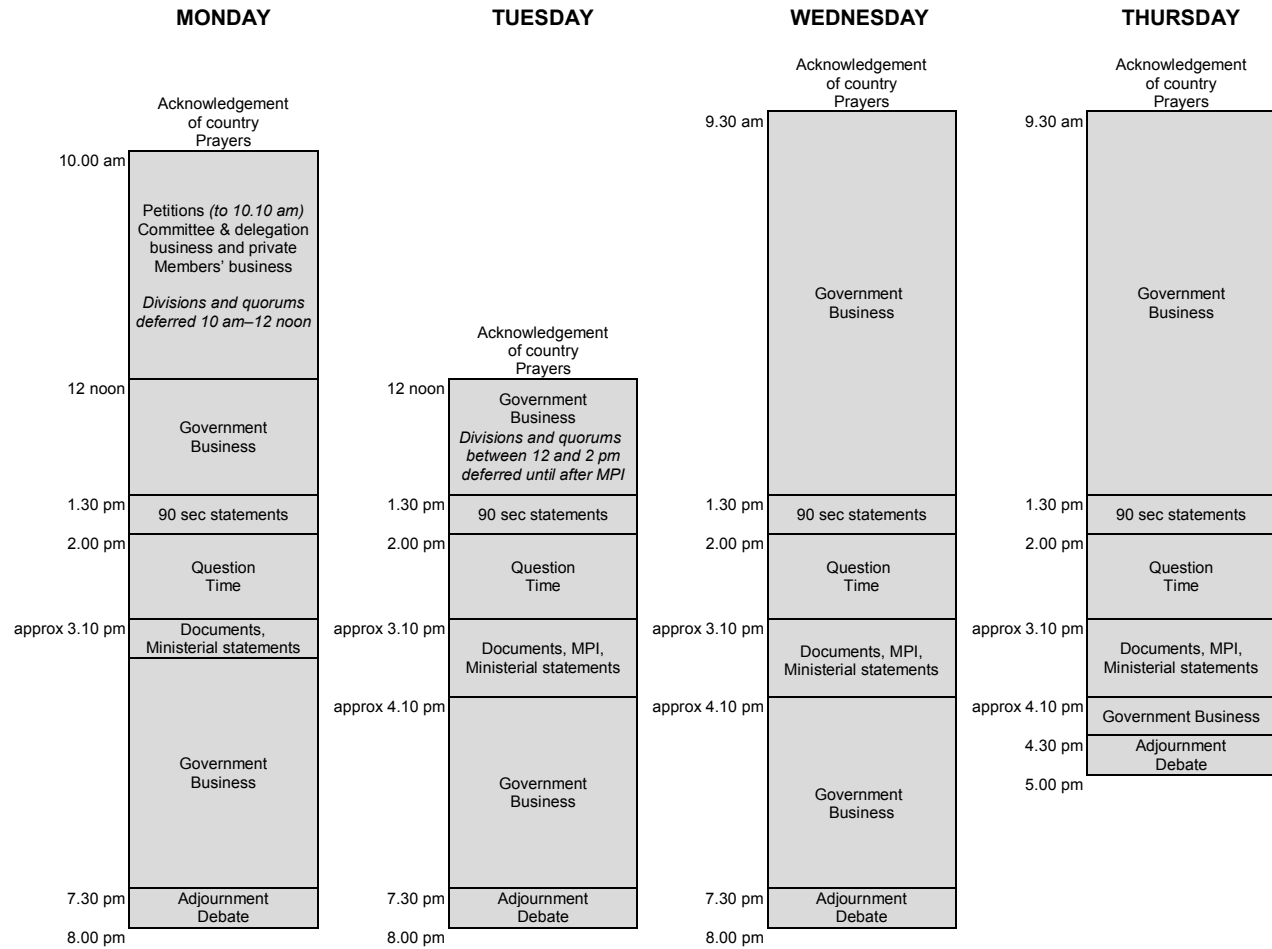 MONDAY
Acknowledgement
of country
Prayers
10.00 am
Petitions (to 10.10 am)
Committee & delegation
business and private
Members’ business
Divisions and quorums
deferred 10 am–12 noon
12 noon
Government
Business
1.30 pm
90 sec statements
2.00 pm
Question
Time
approx 3.10 pm
Documents,
Ministerial statements
Government
Business
7.30 pm
Adjournment
Debate
8.00 pm
TUESDAY
Acknowledgement
of country
Prayers
12 noon
Government
Business
Divisions and quorums
between 12 and 2 pm
deferred until after MPI
1.30 pm
90 sec statements
2.00 pm
Question
Time
approx 3.10 pm
Documents, MPI,
Ministerial statements
approx 4.10 pm
Government
Business
7.30 pm
Adjournment
Debate
8.00 pm
WEDNESDAY
Acknowledgement
of country
Prayers
9.30 am
Government
Business
1.30 pm
90 sec statements
2.00 pm
Question
Time
approx 3.10 pm
Documents, MPI,
Ministerial statements
approx 4.10 pm
Government
Business
7.30 pm
Adjournment
Debate
8.00 pm
THURSDAY
Acknowledgement
of country
Prayers
9.30 am
Government
Business
1.30 pm
90 sec statements
2.00 pm
Question
Time
approx 3.10 pm
Documents, MPI,
Ministerial statements
approx 4.10 pm
Government Business
4.30 pm
Adjournment
Debate
5.00 pm